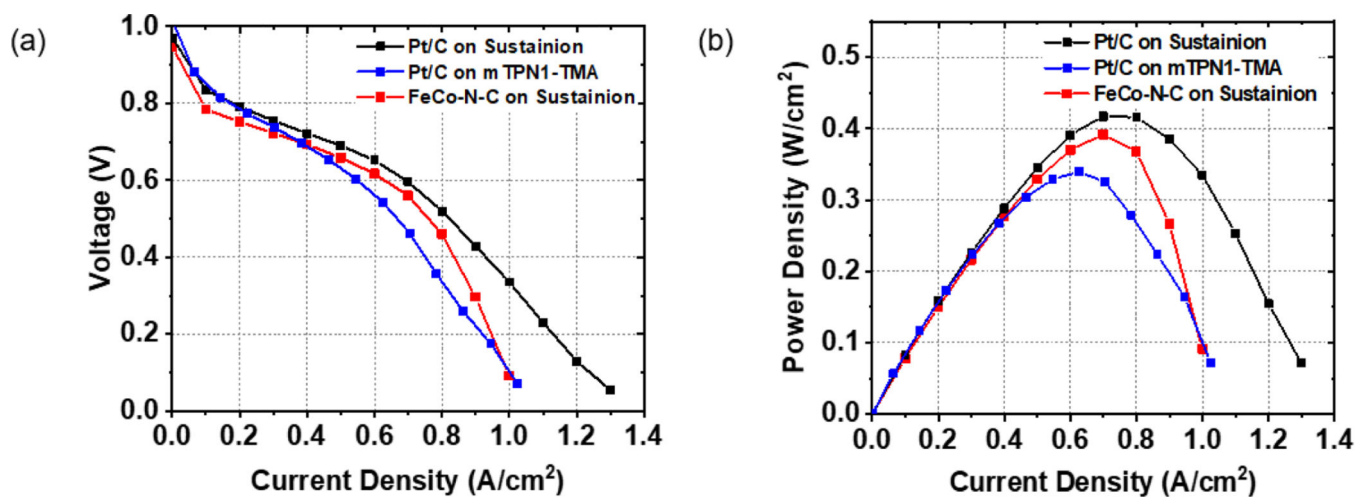 (a)
Voltage (V)
1.0
0.8
0.6
0.4
0.2
0.0
Pt/C on Sustainion
Pt/C on mTPN1-TMA
FeCo-N-C on Sustainion
0.0 0.2 0.4 0.6 0.8 1.0 1.2 1.4
Current Density (A/cm²)
(b)
Power Density (W/cm²)
0.5
0.4
0.3
0.2
0.1
0.0
Pt/C on Sustainion
Pt/C on mTPN1-TMA
FeCo-N-C on Sustainion
0.0 0.2 0.4 0.6 0.8 1.0 1.2 1.4
Current Density (A/cm²)